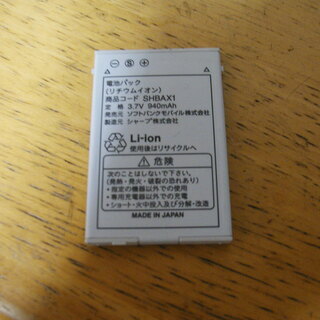 電池パック
(リチウムイオン)
商品コード SHBAX1
定格 3.7V 940mAh
発売元 ソフトバンクモバイル株式会社
製造元 シャープ株式会社
Li-ion
使用後はリサイクルへ
危険
次のことはしないで下さい。
(発熱・発火・破裂の恐れあり)
・指定の機器以外での使用
・専用充電器以外での充電
・ショート・火中投入及び分解・改造
MADE IN JAPAN